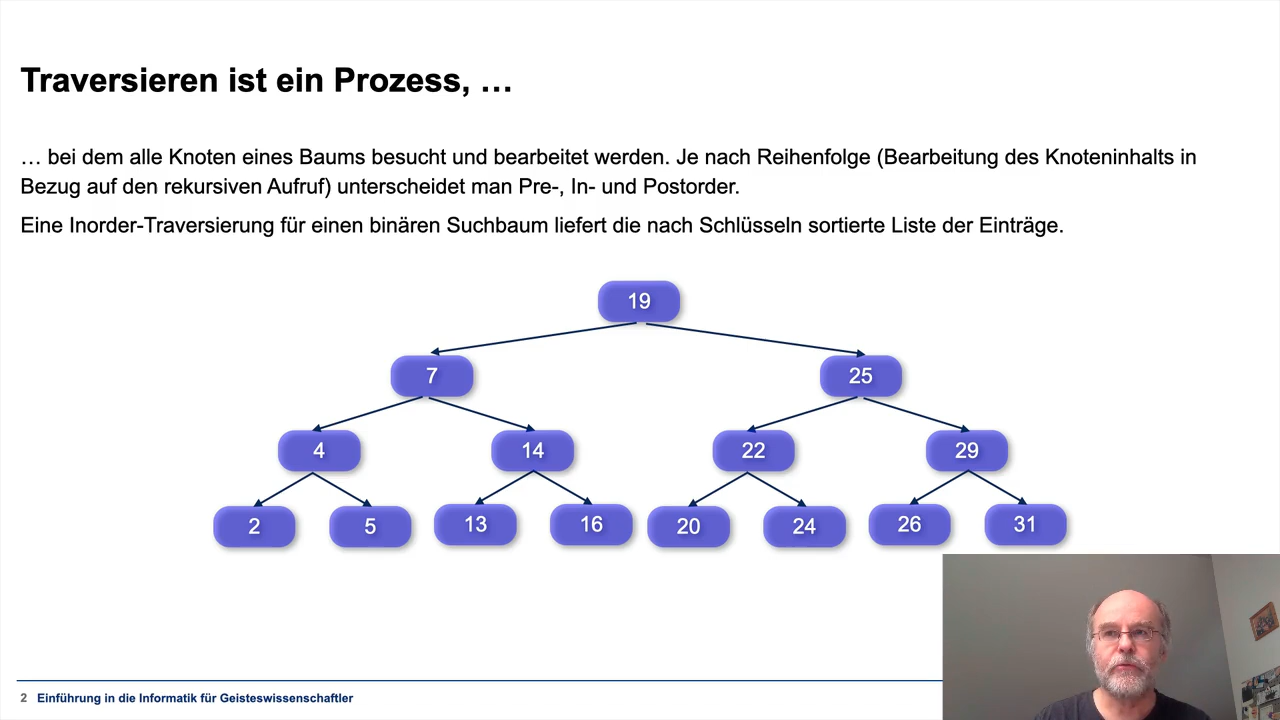 Traversieren ist ein Prozess, …
… bei dem alle Knoten eines Baums besucht und bearbeitet werden. Je nach Reihenfolge (Bearbeitung des Knoteninhalts in
Bezug auf den rekursiven Aufruf) unterscheidet man Pre-, In- und Postorder.
Eine Inorder-Traversierung für einen binären Suchbaum liefert die nach Schlüsseln sortierte Liste der Einträge.
19
7 25
4 14 22 29
2 5 13 16 20 24 26 31
2 Einführung in die Informatik für Geisteswissenschaftler